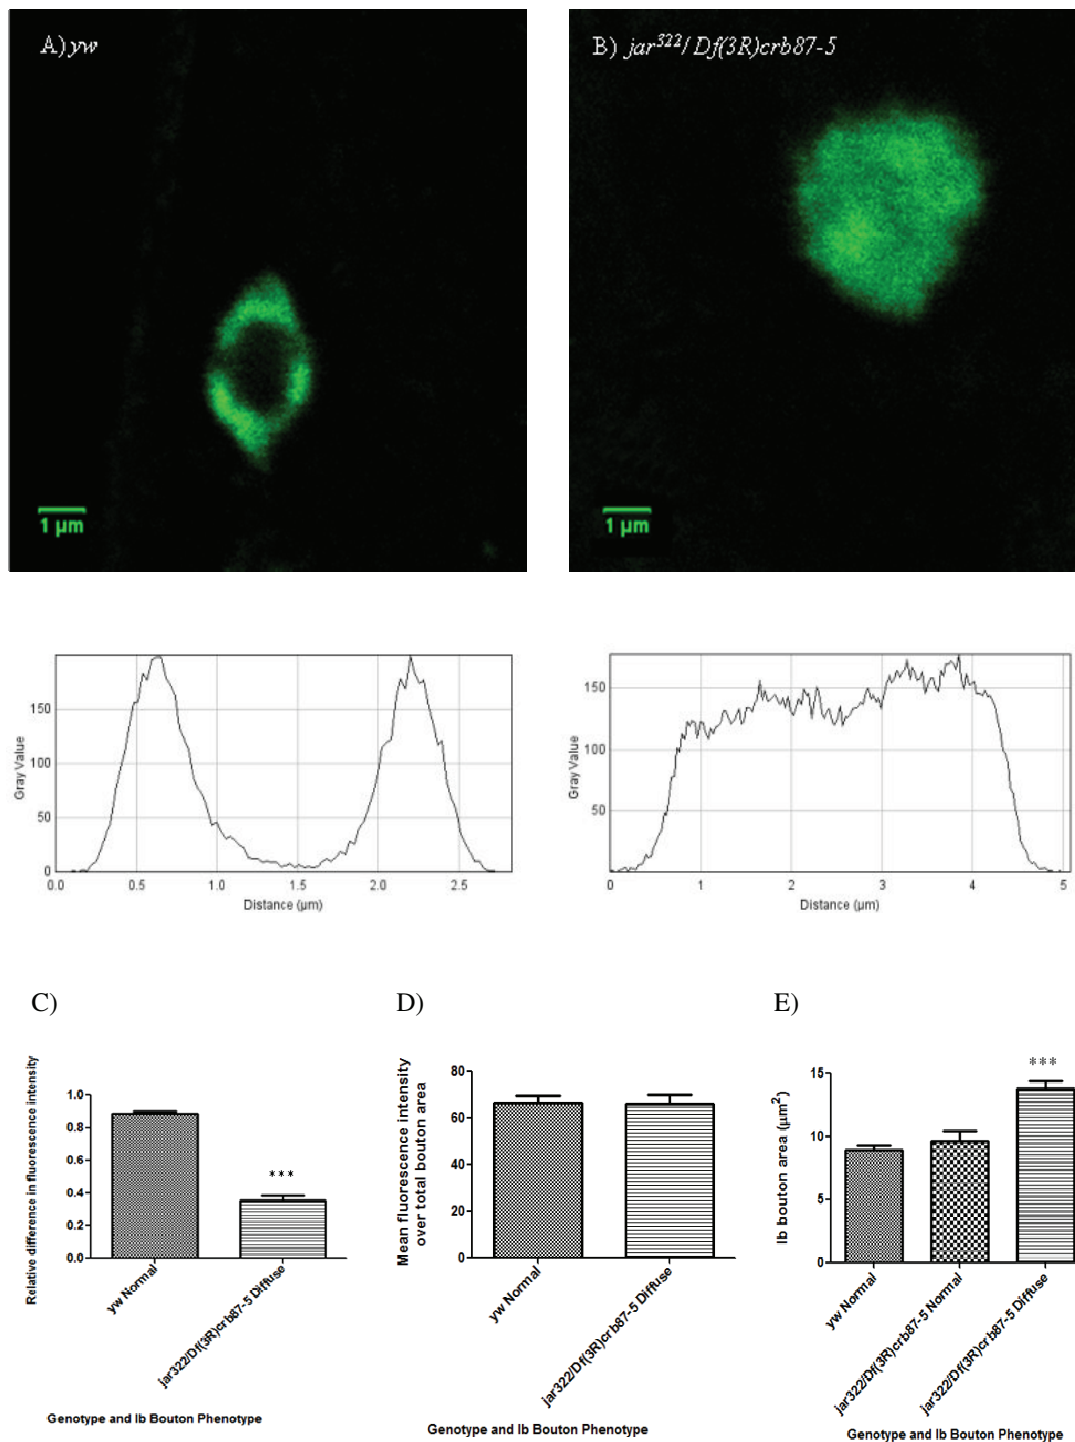 A) yw
B) jar322/ Df(3R)crb87-5
1 µm
1 µm
Gray Value
150
100
50
0
0.0 0.5 1.0 1.5 2.0 2.5
Distance (µm)
Gray Value
150
100
50
0 1 2 3 4 5
Distance (µm)
C)
D)
E)
Relative difference in fluorescence intensity
1.0
0.8
0.6
0.4
0.2
0.0
***
yw Normal
jar322/Df(3R)crb87-5 Diffuse
Genotype and Ib Bouton Phenotype
Mean fluorescence intensity
over total bouton area
80
60
40
20
0
yw Normal
jar322/Df(3R)crb87-5 Diffuse
Genotype and Ib Bouton Phenotype
Ib bouton area (µm2)
15
10
5
0
***
yw Normal
jar322/Df(3R)crb87-5 Normal
jar322/Df(3R)crb87-5 Diffuse
Genotype and Ib Bouton Phenotype